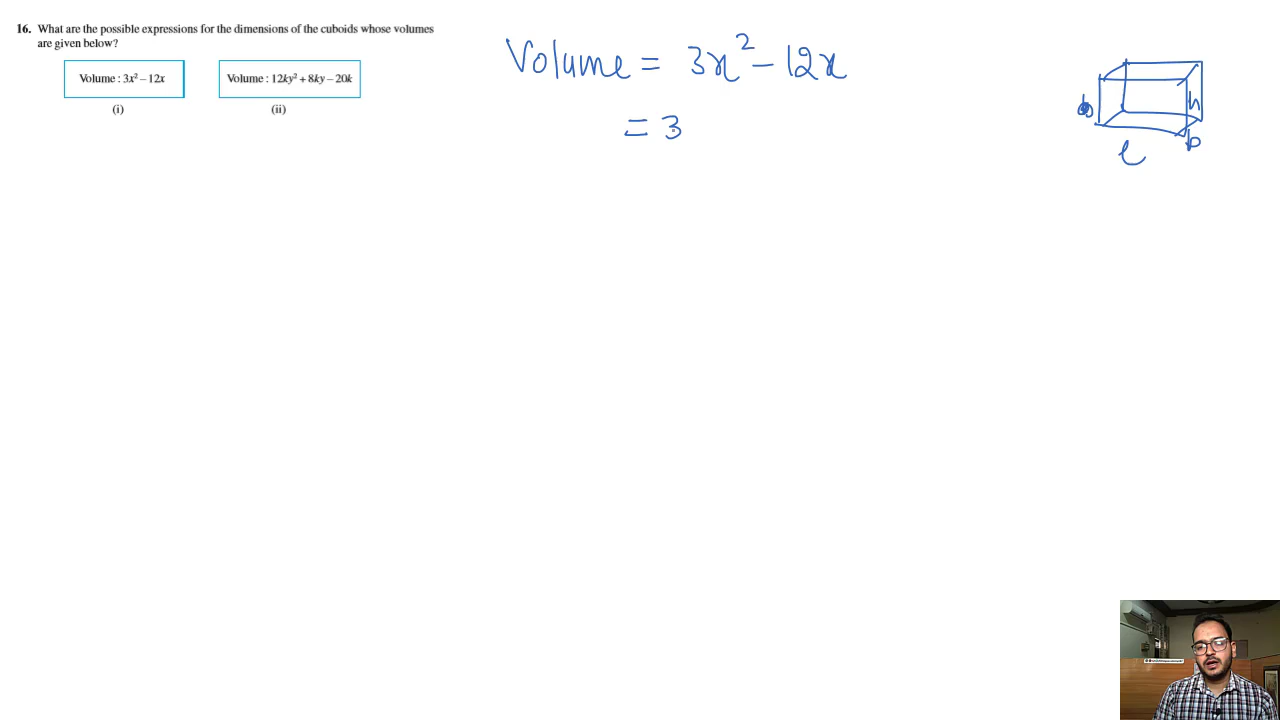 16. What are the possible expressions for the dimensions of the cuboids whose volumes
are given below?
Volume : 3x² – 12x
Volume : 12ky² + 8ky – 20k
(i)
(ii)
Volume = 3x² – 12x
= 3
h
b
l